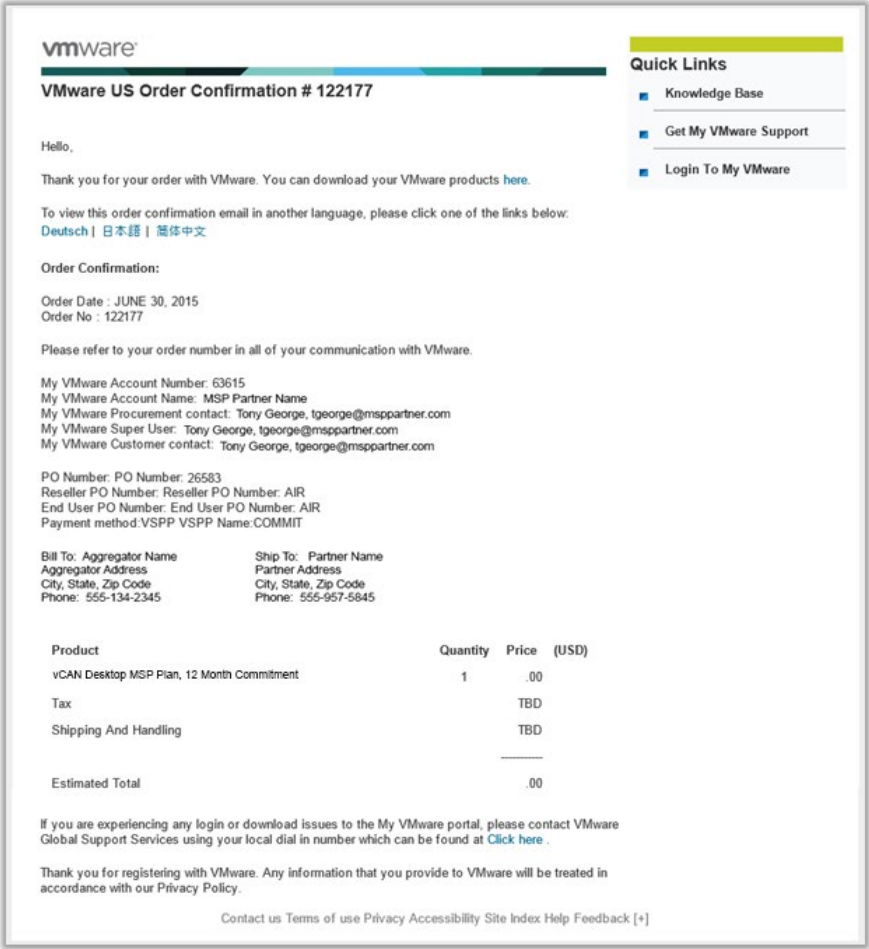 vmware
VMware US Order Confirmation # 122177
Hello,
Thank you for your order with VMware. You can download your VMware products here.
To view this order confirmation email in another language, please click one of the links below:
Deutsch | 日本語 | 简体中文
Order Confirmation:
Order Date : JUNE 30, 2015
Order No : 122177
Please refer to your order number in all of your communication with VMware.
My VMware Account Number: 63615
My VMware Account Name: MSP Partner Name
My VMware Procurement contact: Tony George, tgeorge@msppartner.com
My VMware Super User: Tony George, tgeorge@msppartner.com
My VMware Customer contact: Tony George, tgeorge@msppartner.com
PO Number: PO Number: 26583
Reseller PO Number: Reseller PO Number: AIR
End User PO Number: End User PO Number: AIR
Payment method:VSPP VSPP Name:COMMIT
Bill To: Aggregator Name
Aggregator Address
City, State, Zip Code
Phone: 555-134-2345
Ship To: Partner Name
Partner Address
City, State, Zip Code
Phone: 555-957-5845
Product Quantity Price (USD)
vCAN Desktop MSP Plan, 12 Month Commitment 1 .00
Tax TBD
Shipping And Handling TBD
-----------
Estimated Total .00
If you are experiencing any login or download issues to the My VMware portal, please contact VMware
Global Support Services using your local dial in number which can be found at Click here .
Thank you for registering with VMware. Any information that you provide to VMware will be treated in
accordance with our Privacy Policy.
Contact us Terms of use Privacy Accessibility Site Index Help Feedback [+]
Quick Links
Knowledge Base
Get My VMware Support
Login To My VMware